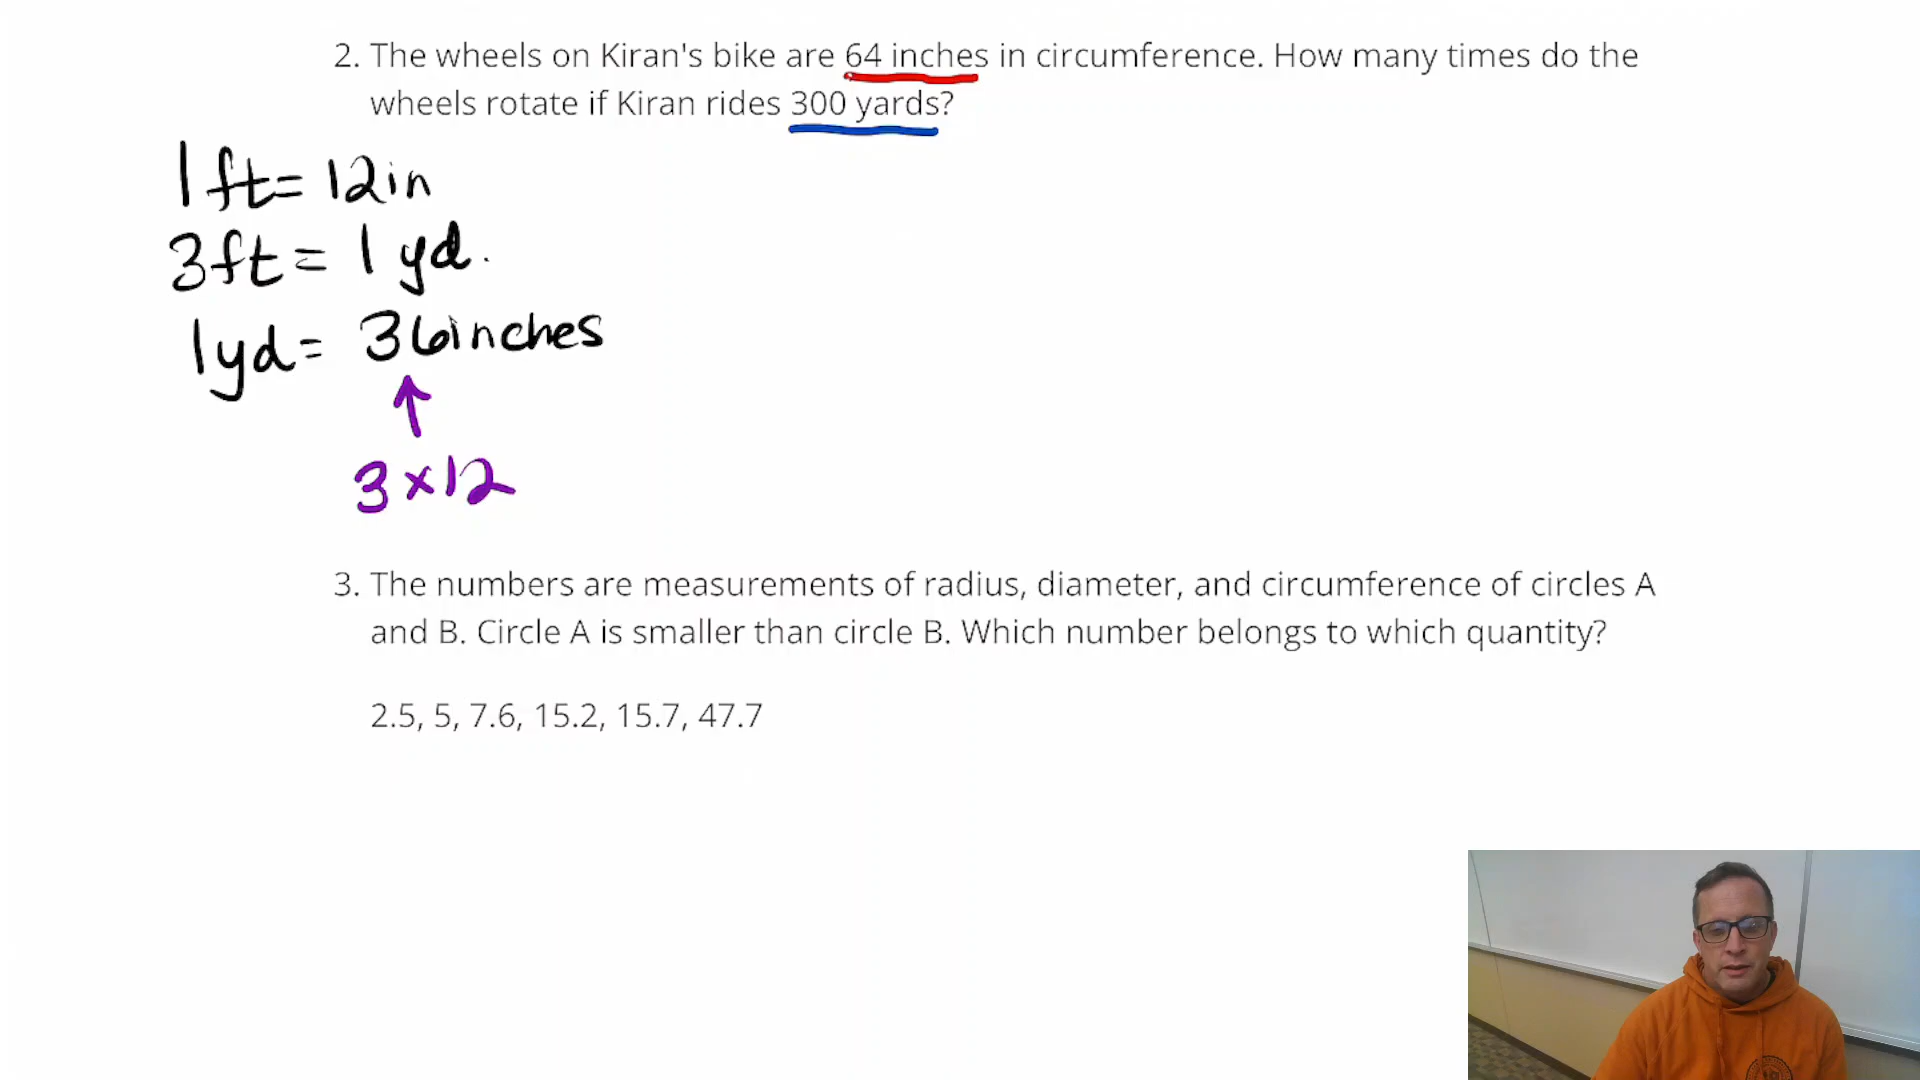 2. The wheels on Kiran's bike are 64 inches in circumference. How many times do the
wheels rotate if Kiran rides 300 yards?
1 ft = 12 in
3 ft = 1 yd.
1 yd = 36 inches
3 × 12
3. The numbers are measurements of radius, diameter, and circumference of circles A
and B. Circle A is smaller than circle B. Which number belongs to which quantity?
2.5, 5, 7.6, 15.2, 15.7, 47.7